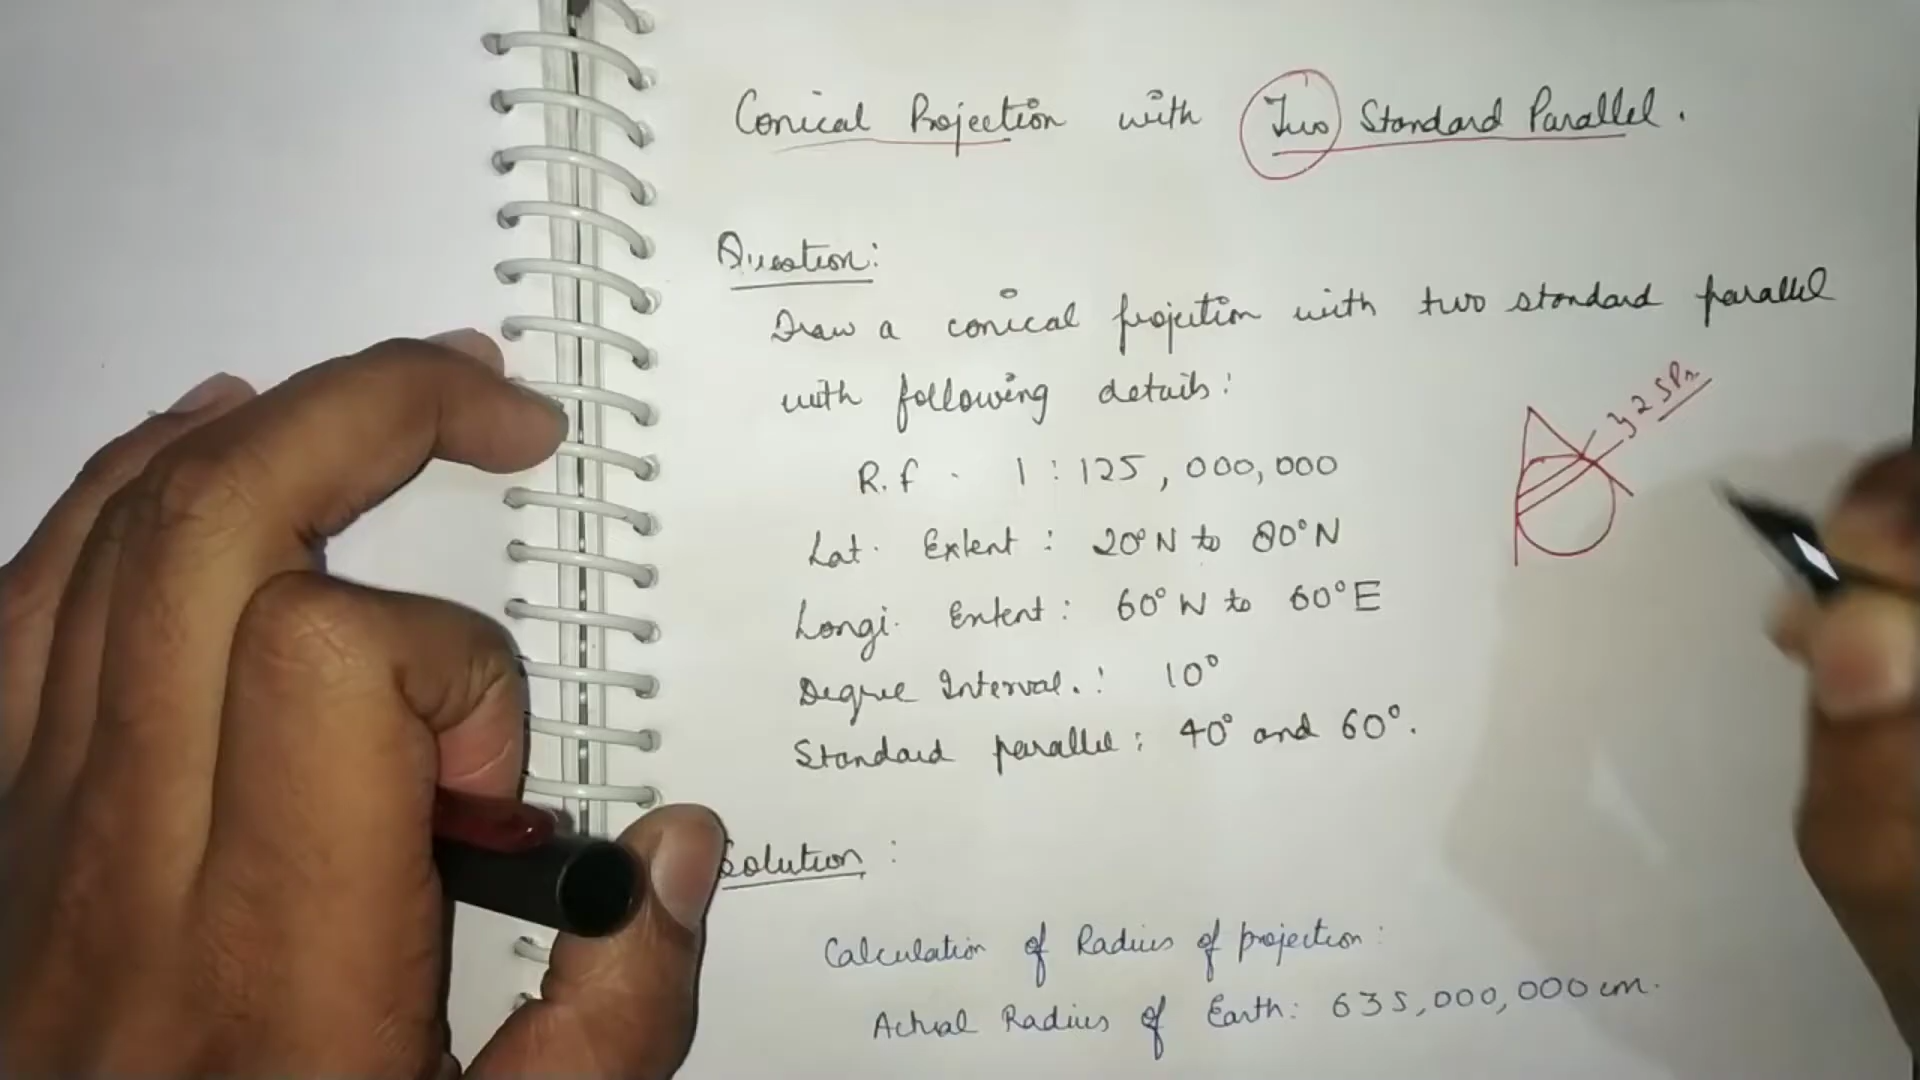 Conical Projection with Two Standard Parallel.
Question:
Draw a conical projection with two standard parallel
with following details:
R.f - 1 : 125, 000, 000
Lat. Extent : 20°N to 80°N
Longi. Extent : 60° W to 60°E
Degree Interval. : 10°
Standard parallel : 40° and 60°.
2 SPs
Solution :
Calculation of Radius of projection :
Actual Radius of Earth : 635,000,000 cm.